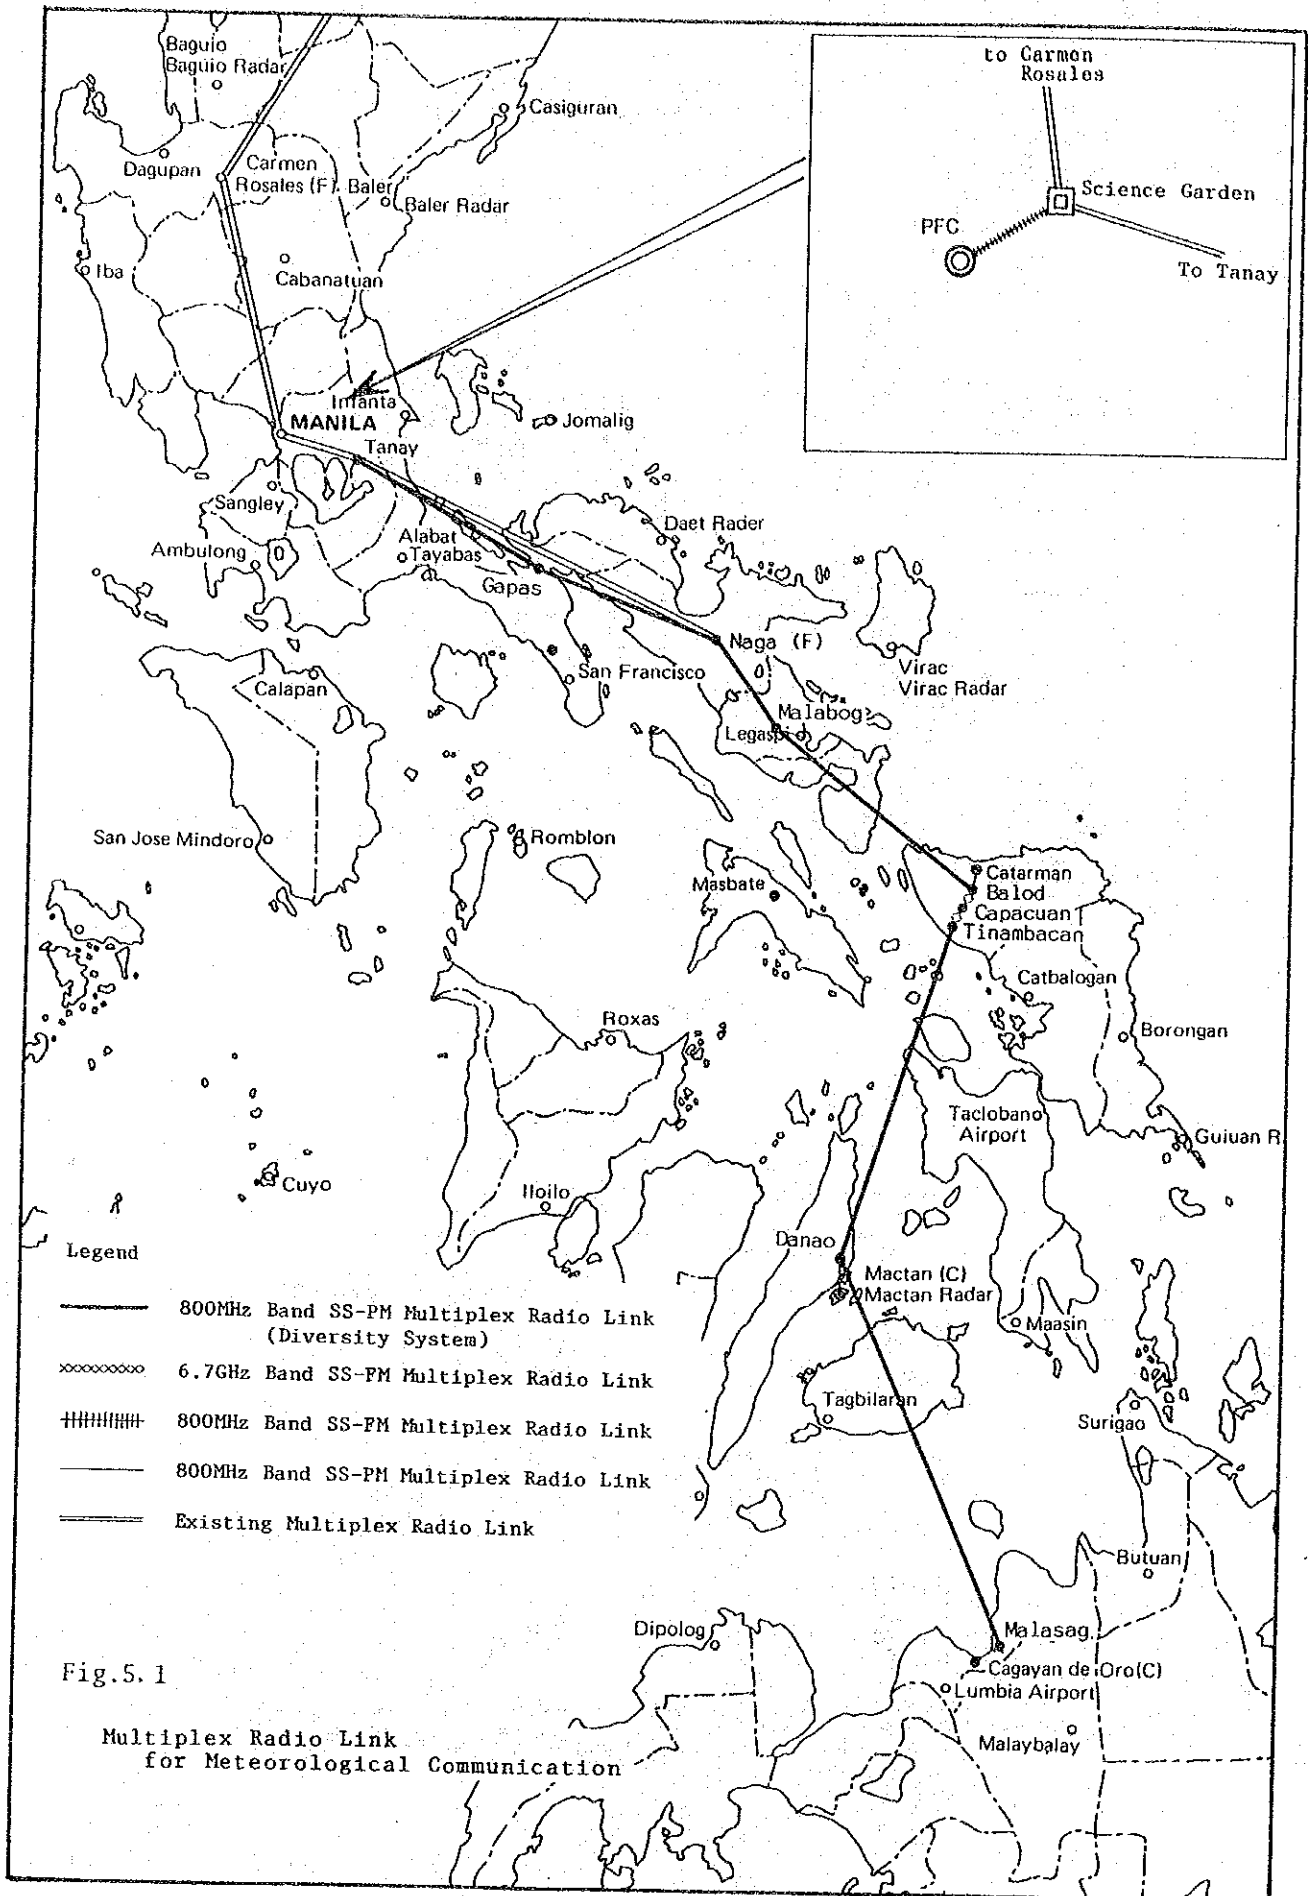 Baguio
Baguio Radar
Casiguran
Dagupan
Carmen
Rosales (F)
Baler
Baler Radar
Iba
Cabanatuan
to Carmen
Rosales
Science Garden
PFC
To Tanay
Infanta
MANILA
Jomalig
Tanay
Sangley
Ambulong
Alabat
Tayabas
Gapas
Daet Rader
Naga (F)
Virac
Virac Radar
San Francisco
Calapan
Malabog
Legaspi
San Jose Mindoro
Romblon
Masbate
Catarman
Balod
Capacuan
Tinambacan
Catbalogan
Roxas
Borongan
Taclobano
Airport
Guiuan R
Cuyo
Iloilo
Danao
Mactan (C)
Mactan Radar
Maasin
Tagbilaran
Surigao
Butuan
Legend
800MHz Band SS-PM Multiplex Radio Link
(Diversity System)
6.7GHz Band SS-FM Multiplex Radio Link
800MHz Band SS-FM Multiplex Radio Link
800MHz Band SS-PM Multiplex Radio Link
Existing Multiplex Radio Link
Dipolog
Malasag
Cagayan de Oro(C)
Lumbia Airport
Malaybalay
Fig.5.1
Multiplex Radio Link
for Meteorological Communication